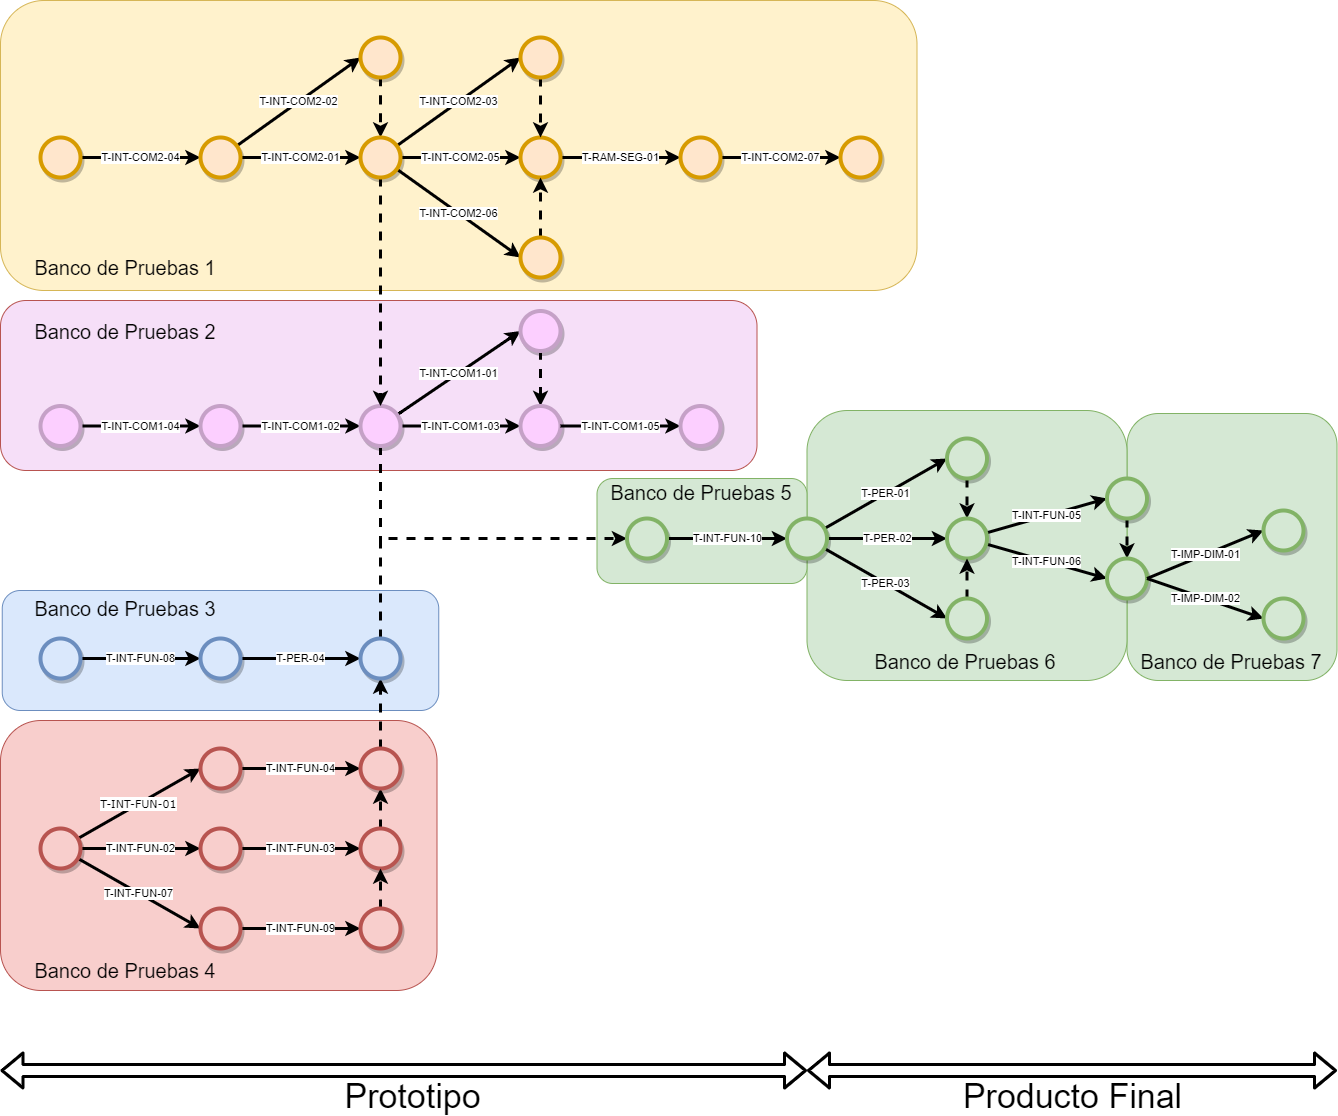 T-INT-COM2-02
T-INT-COM2-03
T-INT-COM2-04
T-INT-COM2-01
T-INT-COM2-05
T-RAM-SEG-01
T-INT-COM2-07
T-INT-COM2-06
Banco de Pruebas 1
Banco de Pruebas 2
T-INT-COM1-01
T-INT-COM1-04
T-INT-COM1-02
T-INT-COM1-03
T-INT-COM1-05
Banco de Pruebas 5
T-INT-FUN-10
T-PER-01
T-PER-02
T-PER-03
T-INT-FUN-05
T-INT-FUN-06
Banco de Pruebas 6
T-IMP-DIM-01
T-IMP-DIM-02
Banco de Pruebas 7
Banco de Pruebas 3
T-INT-FUN-08
T-PER-04
T-INT-FUN-04
T-INT-FUN-01
T-INT-FUN-02
T-INT-FUN-03
T-INT-FUN-07
T-INT-FUN-09
Banco de Pruebas 4
Prototipo
Producto Final